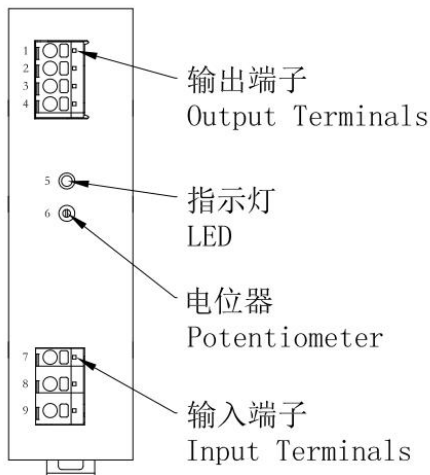 1
2
3
4
输出端子
Output Terminals
5
指示灯
LED
6
电位器
Potentiometer
7
8
9
输入端子
Input Terminals